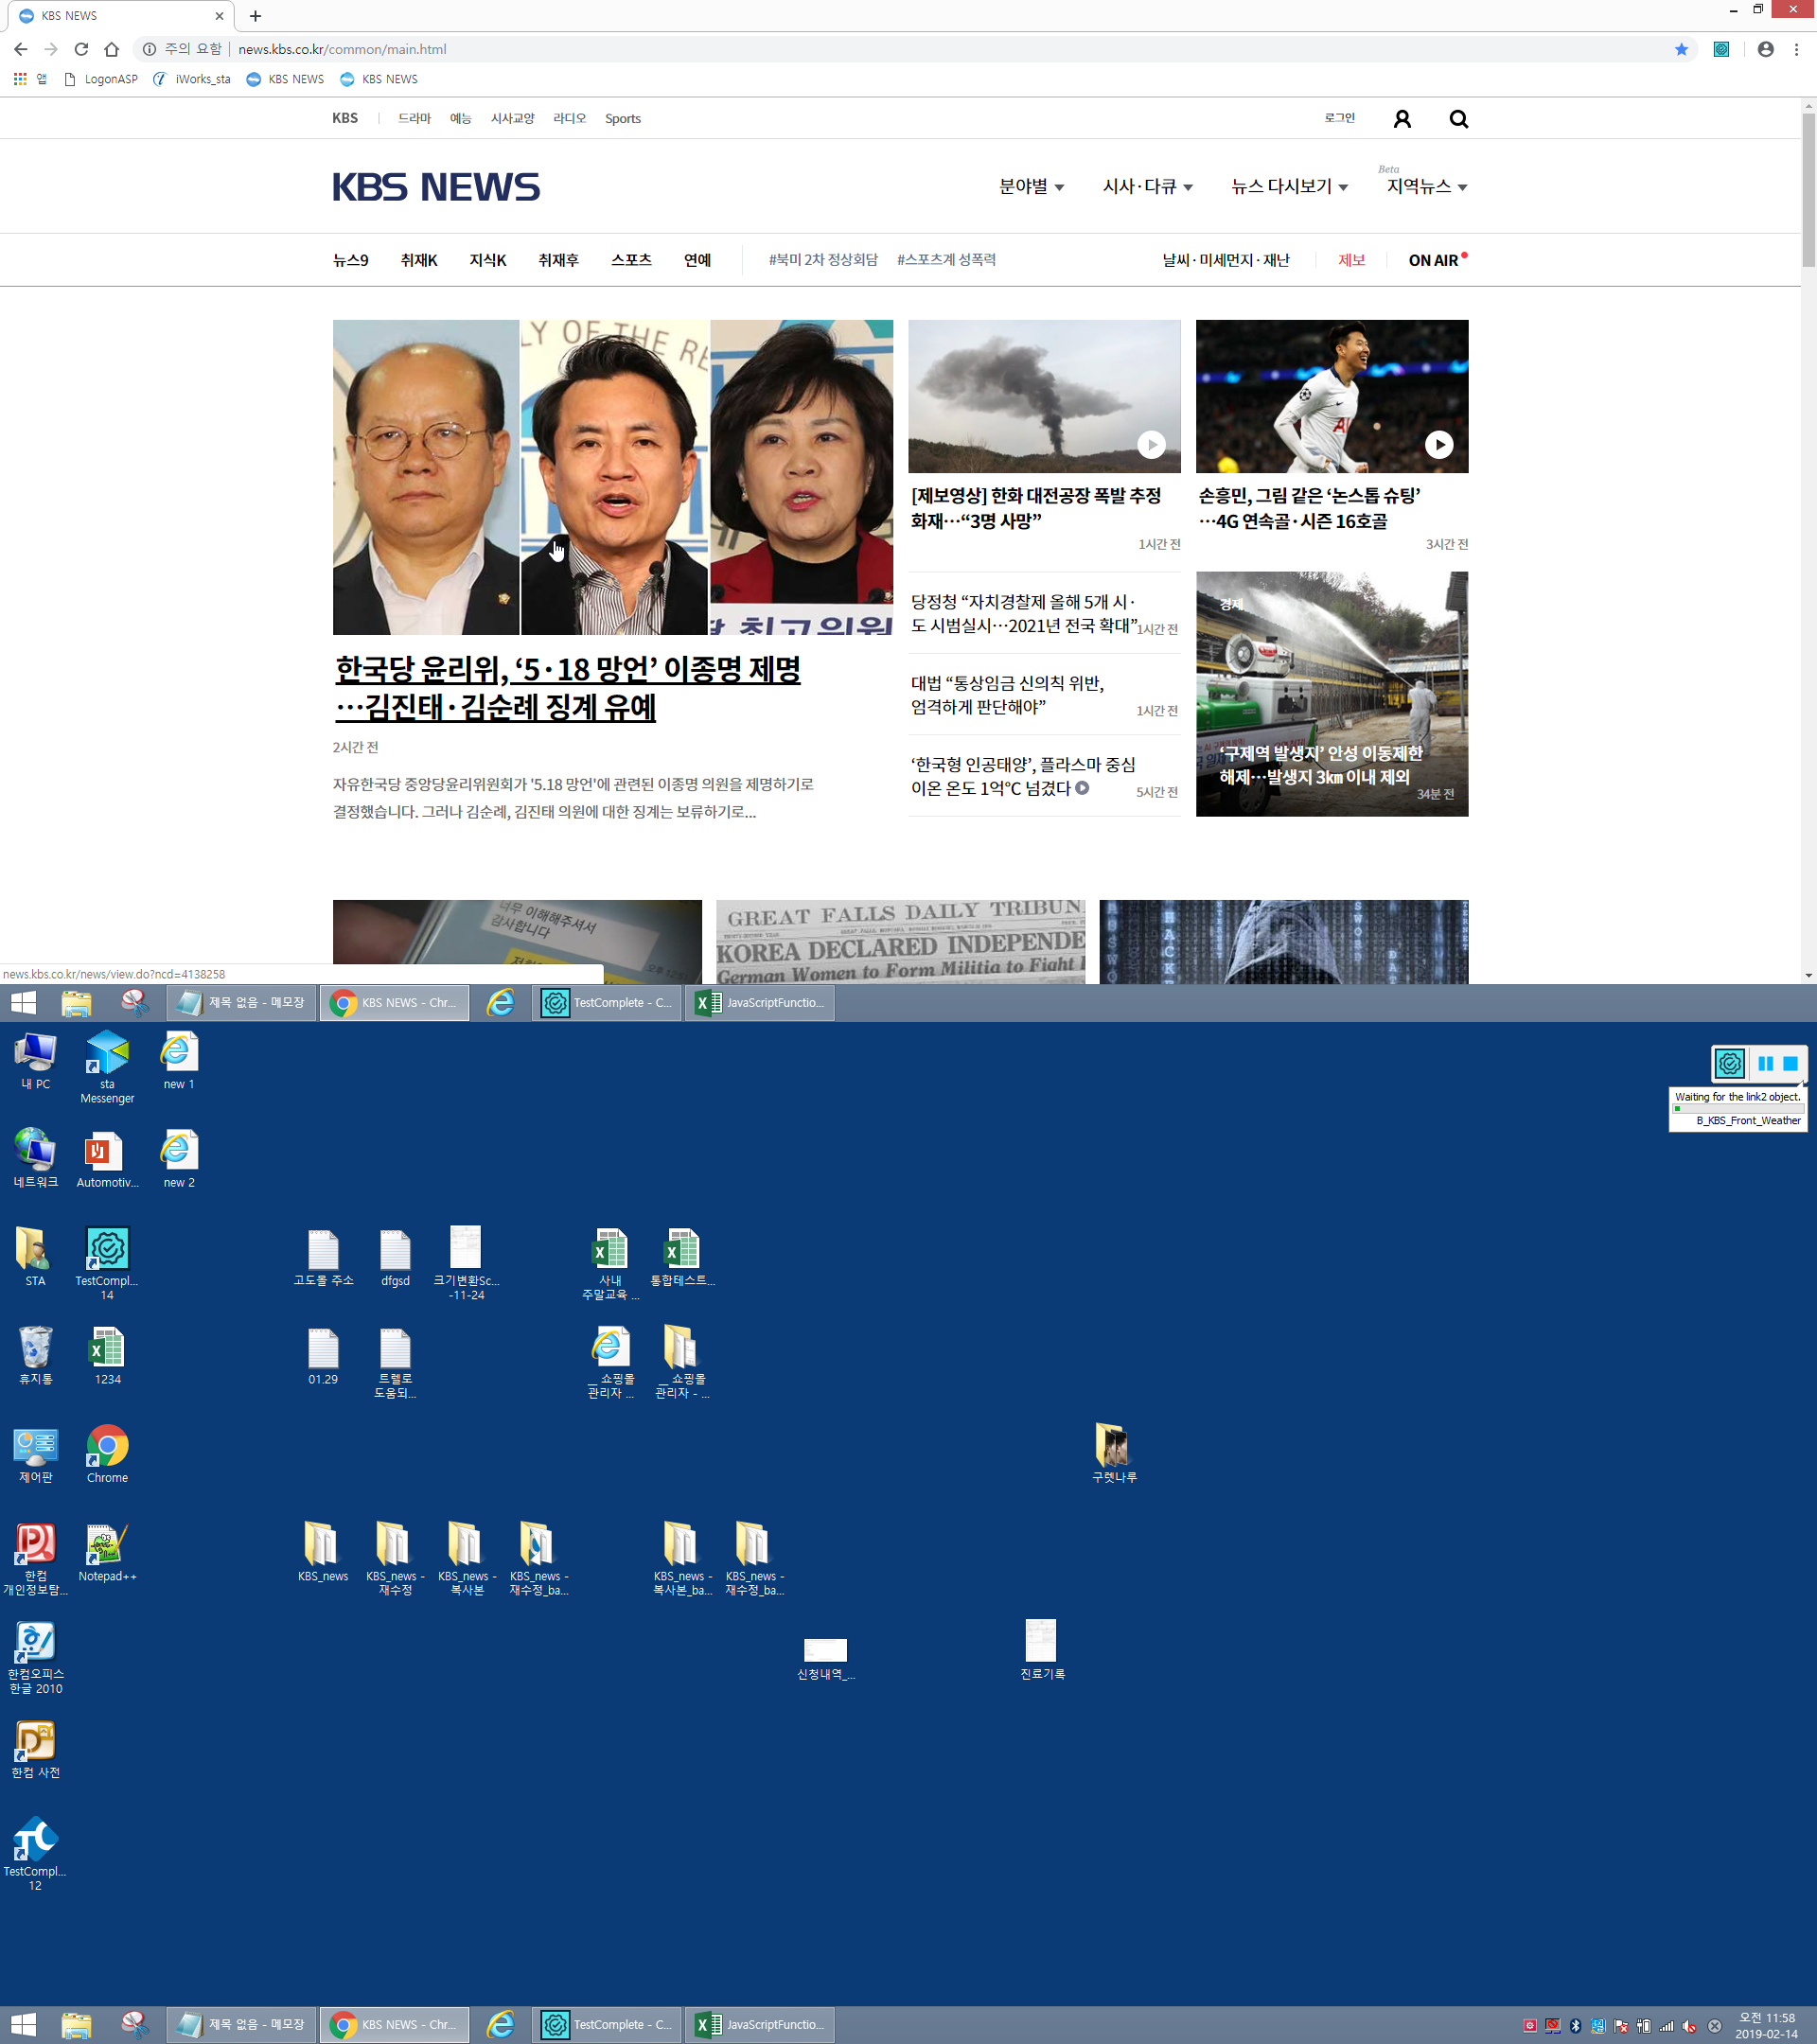 KBS NEWS
주의 요함 | news.kbs.co.kr/common/main.html
앱 LogonASP iWorks_sta KBS NEWS KBS NEWS
KBS 드라마 예능 시사교양 라디오 Sports 로그인
KBS NEWS
분야별 시사·다큐 뉴스 다시보기 Beta 지역뉴스
뉴스9 취재K 지식K 취재후 스포츠 연예 #북미 2차 정상회담 #스포츠계 성폭력 날씨·미세먼지·재난 제보 ON AIR
LY OF THE RE
최고위원
한국당 윤리위, ‘5·18 망언’ 이종명 제명
…김진태·김순례 징계 유예
2시간 전
자유한국당 중앙당윤리위원회가 '5.18 망언'에 관련된 이종명 의원을 제명하기로
결정했습니다. 그러나 김순례, 김진태 의원에 대한 징계는 보류하기로...
[제보영상] 한화 대전공장 폭발 추정
화재…“3명 사망”
1시간 전
당정청 “자치경찰제 올해 5개 시·
도 시범실시…2021년 전국 확대”
1시간 전
대법 “통상임금 신의칙 위반,
엄격하게 판단해야”
1시간 전
‘한국형 인공태양’, 플라스마 중심
이온 온도 1억℃ 넘겼다
5시간 전
AIA
손흥민, 그림 같은 ‘논스톱 슈팅’
…4G 연속골·시즌 16호골
3시간 전
경제
‘구제역 발생지’ 안성 이동제한
해제…발생지 3㎞ 이내 제외
34분 전
너무 이해해주셔서
감사합니다
GREAT FALLS DAILY TRIBUN
KOREA DECLARED INDEPENDE
German Women to Form Militia to Fight
news.kbs.co.kr/news/view.do?ncd=4138258
제목 없음 - 메모장
KBS NEWS - Chr...
TestComplete - C...
JavaScriptFunctio...
내 PC
sta
Messenger
new 1
Waiting for the link2 object.
B_KBS_Front_Weather
네트워크
Automotiv...
new 2
STA
TestCompl...
14
고도몰 주소
dfgsd
크기변환Sc...
-11-24
사내
주말교육 ...
통합테스트...
휴지통
1234
01.29
트렐로
도움되...
__ 쇼핑몰
관리자 ...
__ 쇼핑몰
관리자 - ...
제어판
Chrome
구렛나루
한컴
개인정보탐...
Notepad++
KBS_news
KBS_news -
재수정
KBS_news -
복사본
KBS_news -
재수정_ba...
KBS_news -
복사본_ba...
KBS_news -
재수정_ba...
한컴오피스
한글 2010
신청내역_...
진료기록
한컴 사전
TestCompl...
12
제목 없음 - 메모장
KBS NEWS - Chr...
TestComplete - C...
JavaScriptFunctio...
오전 11:58
2019-02-14